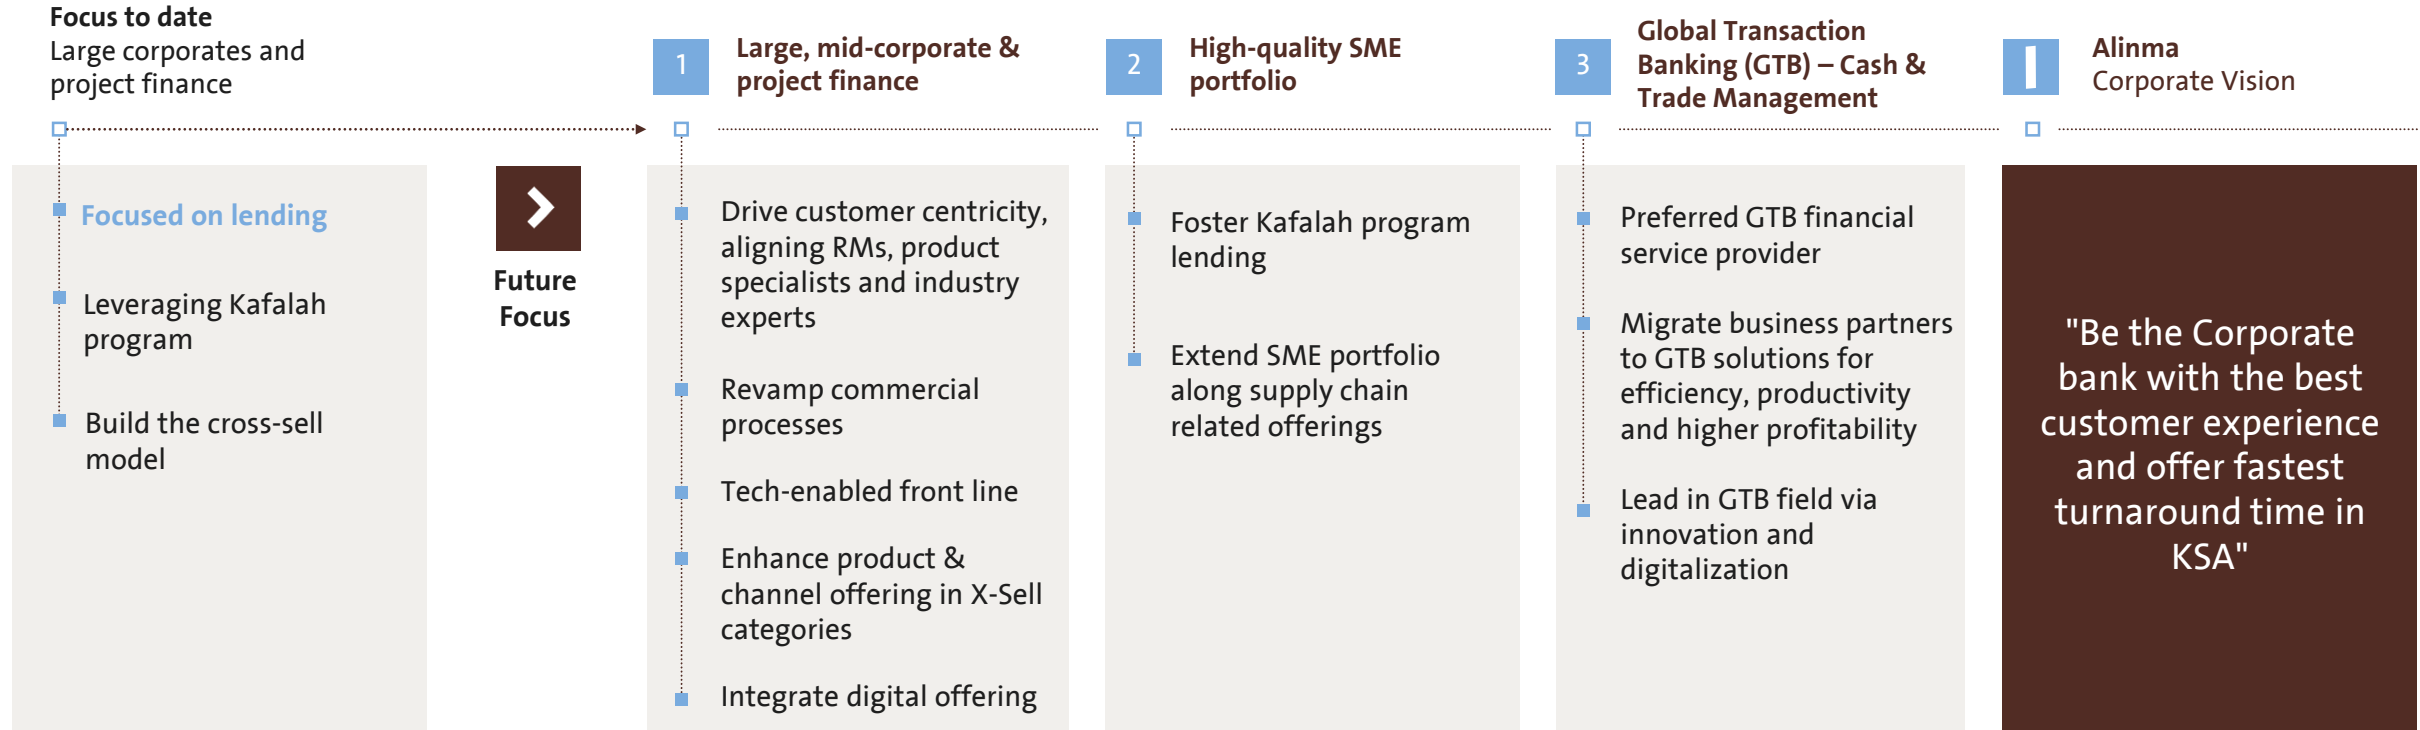 Focus to date
Large corporates and
project finance
Focused on lending
Leveraging Kafalah
program
Build the cross-sell
model
Future
Focus
1
Large, mid-corporate &
project finance
Drive customer centricity,
aligning RMs, product
specialists and industry
experts
Revamp commercial
processes
Tech-enabled front line
Enhance product &
channel offering in X-Sell
categories
Integrate digital offering
2
High-quality SME
portfolio
Foster Kafalah program
lending
Extend SME portfolio
along supply chain
related offerings
3
Global Transaction
Banking (GTB) – Cash &
Trade Management
Preferred GTB financial
service provider
Migrate business partners
to GTB solutions for
efficiency, productivity
and higher profitability
Lead in GTB field via
innovation and
digitalization
Alinma
Corporate Vision
"Be the Corporate
bank with the best
customer experience
and offer fastest
turnaround time in
KSA"